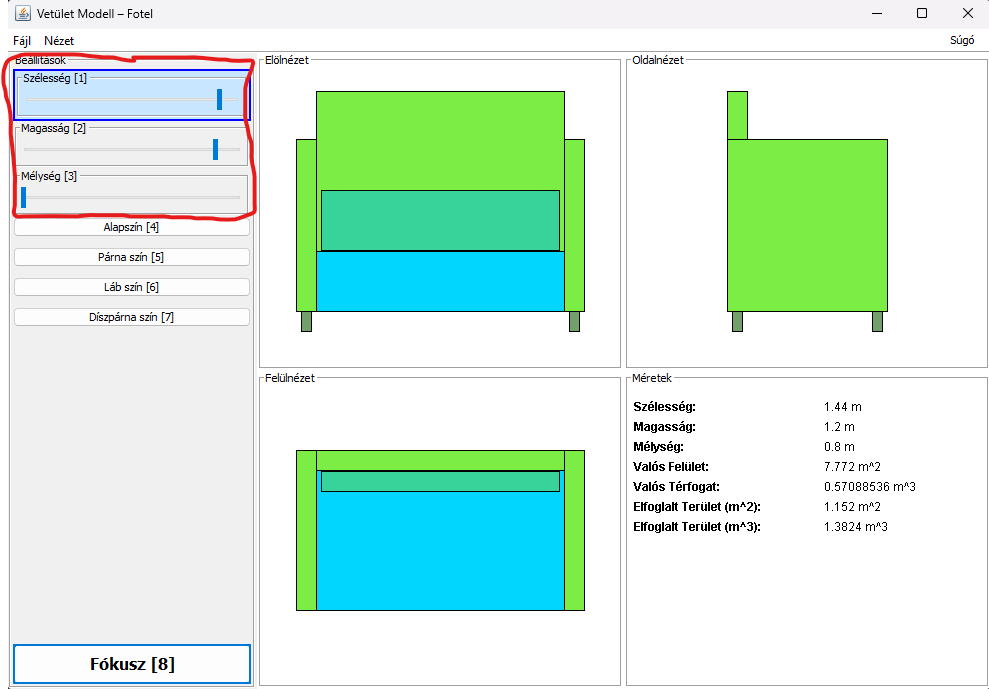 Vetület Modell – Fotel
Fájl Nézet Súgó
Beállítások
Szélesség [1]
Magasság [2]
Mélység [3]
Alapszín [4]
Párna szín [5]
Láb szín [6]
Díszpárna szín [7]
Fókusz [8]
Elölnézet
Oldalnézet
Felülnézet
Méretek
Szélesség: 1.44 m
Magasság: 1.2 m
Mélység: 0.8 m
Valós Felület: 7.772 m^2
Valós Térfogat: 0.57088536 m^3
Elfoglalt Terület (m^2): 1.152 m^2
Elfoglalt Terület (m^3): 1.3824 m^3